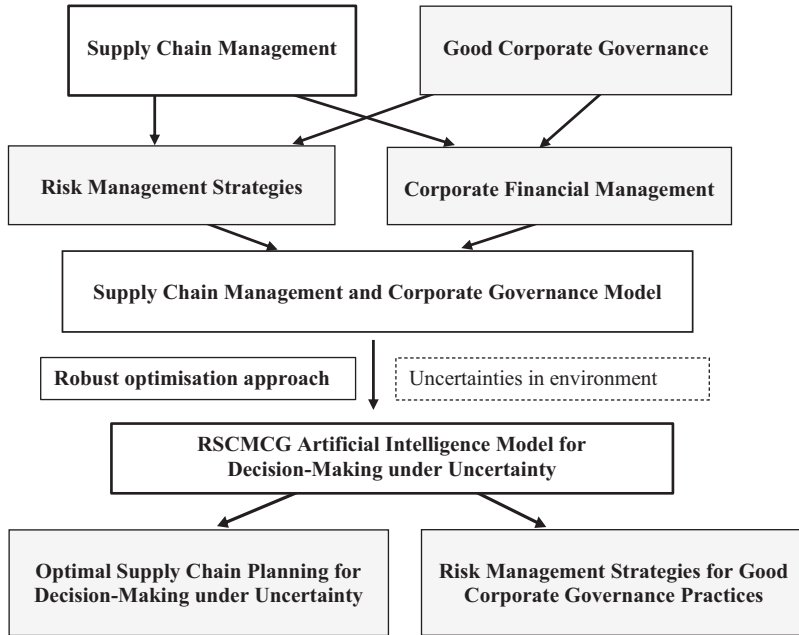 Supply Chain Management
Good Corporate Governance
Risk Management Strategies
Corporate Financial Management
Supply Chain Management and Corporate Governance Model
Robust optimisation approach
Uncertainties in environment
RSCMCG Artificial Intelligence Model for
Decision-Making under Uncertainty
Optimal Supply Chain Planning for
Decision-Making under Uncertainty
Risk Management Strategies for Good
Corporate Governance Practices